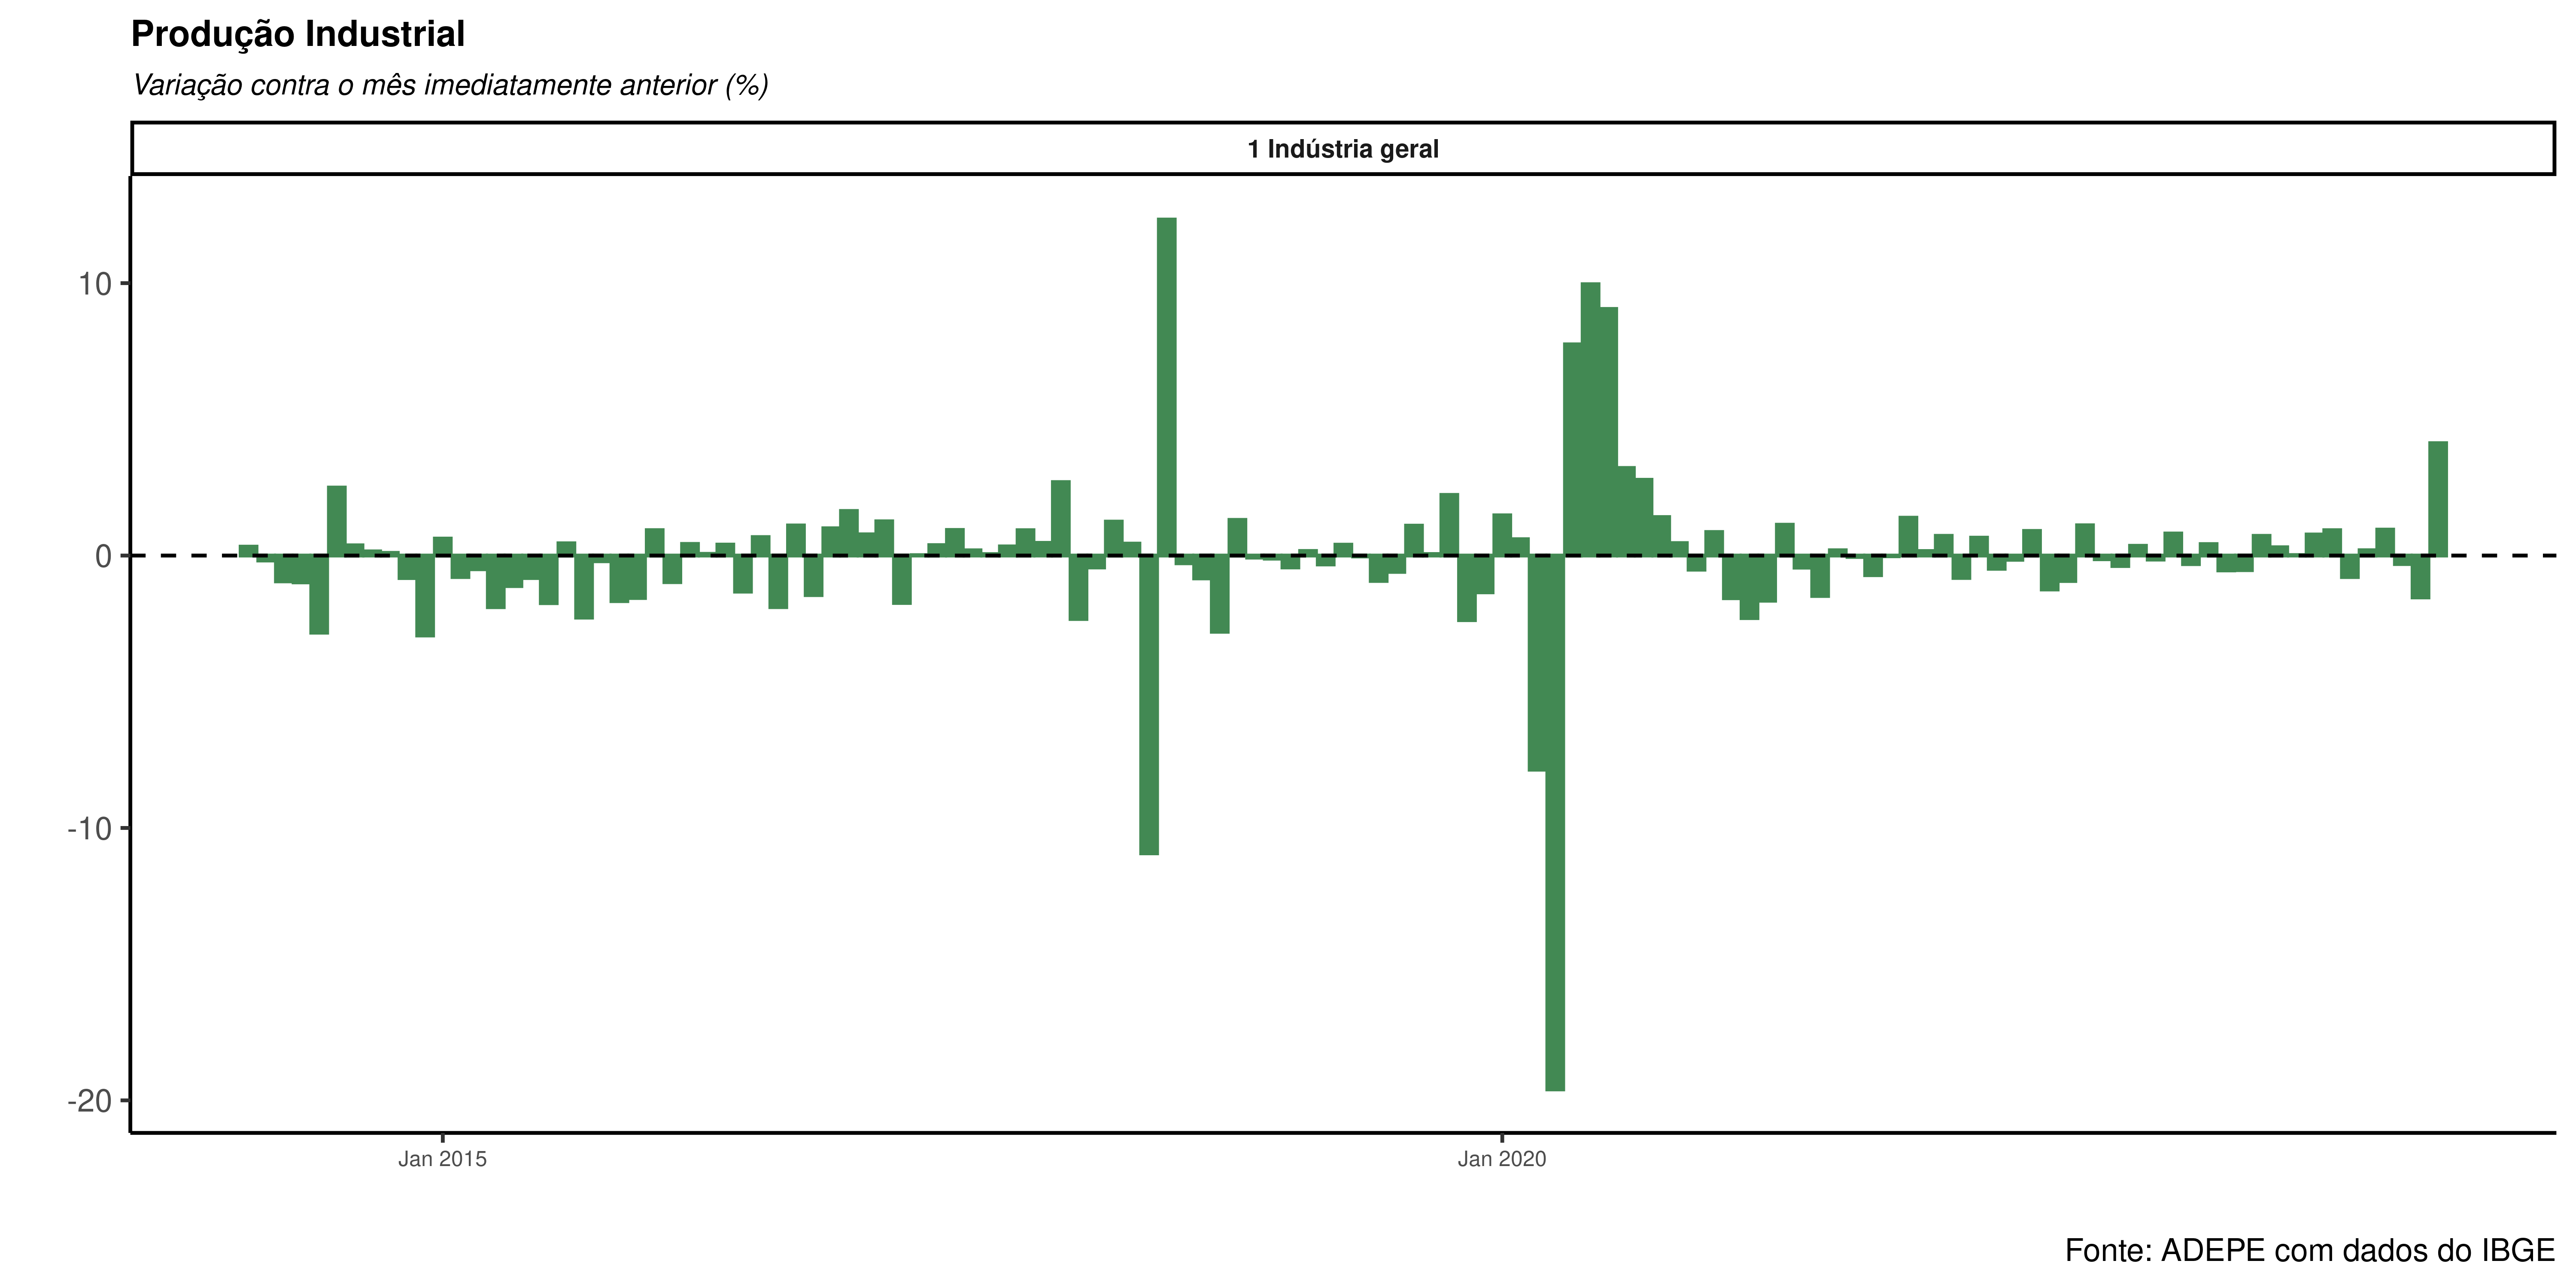 Produção Industrial
Variação contra o mês imediatamente anterior (%)
1 Indústria geral
10
0
-10
-20
Jan 2015 Jan 2020
Fonte: ADEPE com dados do IBGE